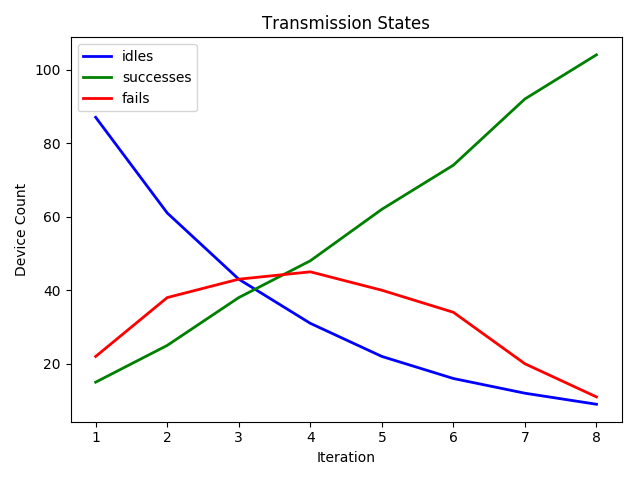 Transmission States
idles
successes
fails
Device Count
100
80
60
40
20
1 2 3 4 5 6 7 8
Iteration